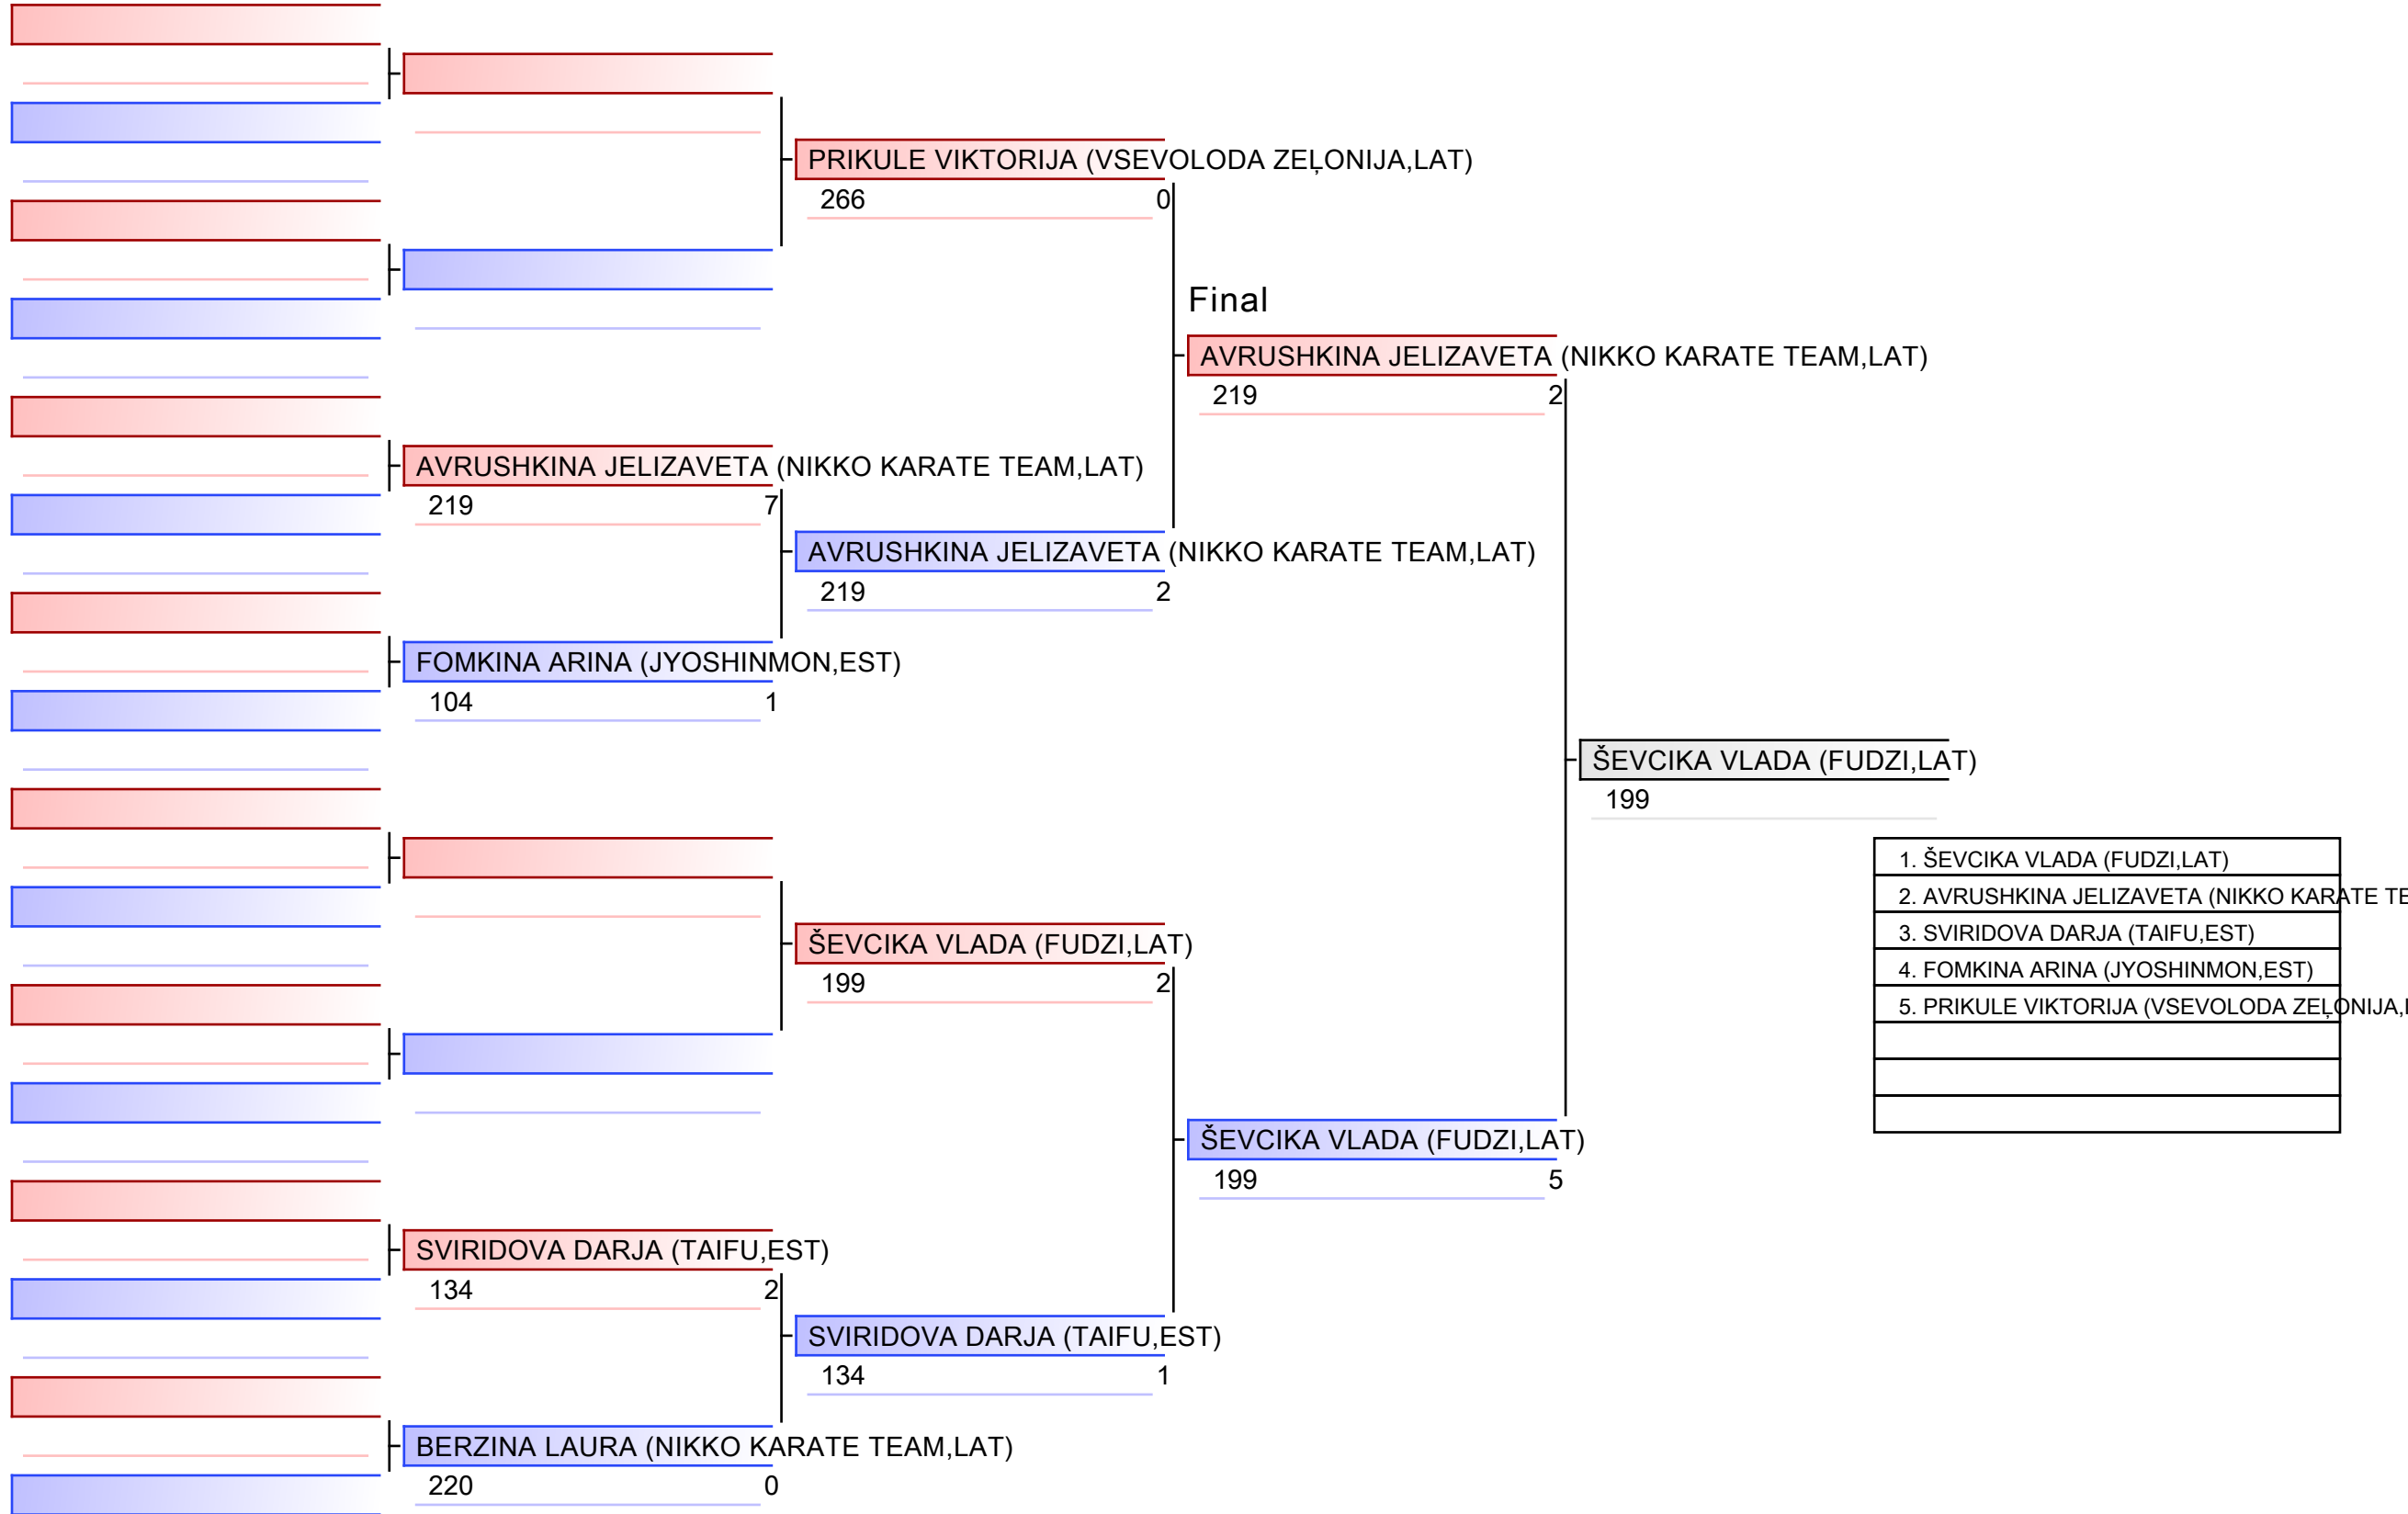 PRIKULE VIKTORIJA (VSEVOLODA ZEĻONIJA,LAT)
266 0
Final
AVRUSHKINA JELIZAVETA (NIKKO KARATE TEAM,LAT)
219 2
AVRUSHKINA JELIZAVETA (NIKKO KARATE TEAM,LAT)
219 7
AVRUSHKINA JELIZAVETA (NIKKO KARATE TEAM,LAT)
219 2
FOMKINA ARINA (JYOSHINMON,EST)
104 1
ŠEVCIKA VLADA (FUDZI,LAT)
199
1. ŠEVCIKA VLADA (FUDZI,LAT)
2. AVRUSHKINA JELIZAVETA (NIKKO KARATE TE
3. SVIRIDOVA DARJA (TAIFU,EST)
4. FOMKINA ARINA (JYOSHINMON,EST)
5. PRIKULE VIKTORIJA (VSEVOLODA ZEĻONIJA,
ŠEVCIKA VLADA (FUDZI,LAT)
199 2
ŠEVCIKA VLADA (FUDZI,LAT)
199 5
SVIRIDOVA DARJA (TAIFU,EST)
134 2
SVIRIDOVA DARJA (TAIFU,EST)
134 1
BERZINA LAURA (NIKKO KARATE TEAM,LAT)
220 0